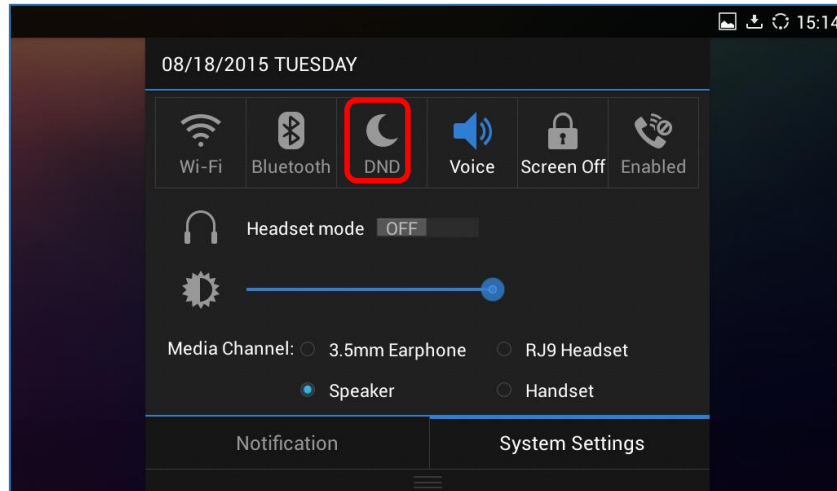 15:14
08/18/2015 TUESDAY
Wi-Fi Bluetooth DND Voice Screen Off Enabled
Headset mode OFF
Media Channel: 3.5mm Earphone RJ9 Headset
Speaker Handset
Notification System Settings